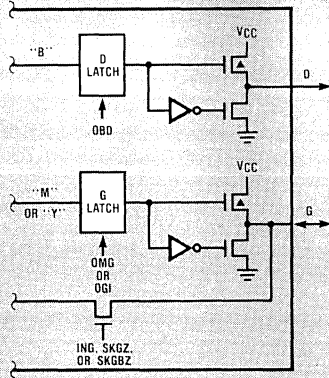 VCC
"B"
D
LATCH
D
OBD
VCC
"M"
OR "Y"
G
LATCH
G
OMG
OR
OGI
ING, SKGZ,
OR SKGBZ